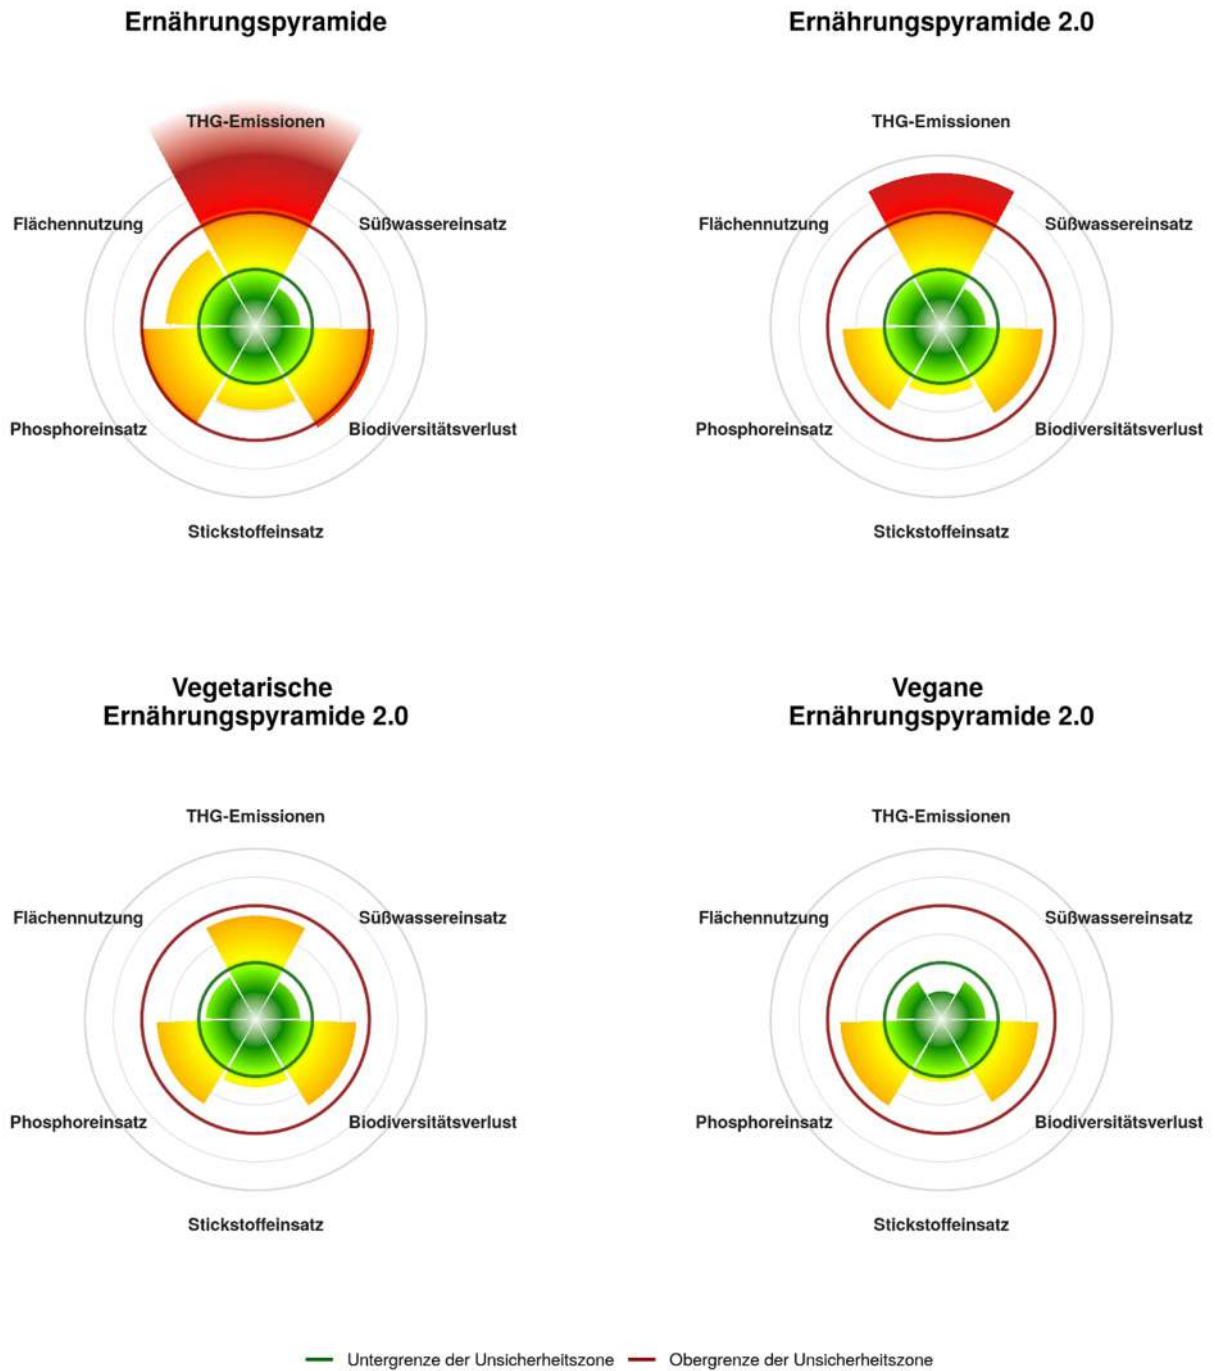 Ernährungspyramide
Ernährungspyramide 2.0
THG-Emissionen
THG-Emissionen
Flächennutzung
Süßwassereinsatz
Flächennutzung
Süßwassereinsatz
Phosphoreinsatz
Biodiversitätsverlust
Phosphoreinsatz
Biodiversitätsverlust
Stickstoffeinsatz
Stickstoffeinsatz
Vegetarische
Ernährungspyramide 2.0
Vegane
Ernährungspyramide 2.0
THG-Emissionen
THG-Emissionen
Flächennutzung
Süßwassereinsatz
Flächennutzung
Süßwassereinsatz
Phosphoreinsatz
Biodiversitätsverlust
Phosphoreinsatz
Biodiversitätsverlust
Stickstoffeinsatz
Stickstoffeinsatz
Untergrenze der Unsicherheitszone
Obergrenze der Unsicherheitszone